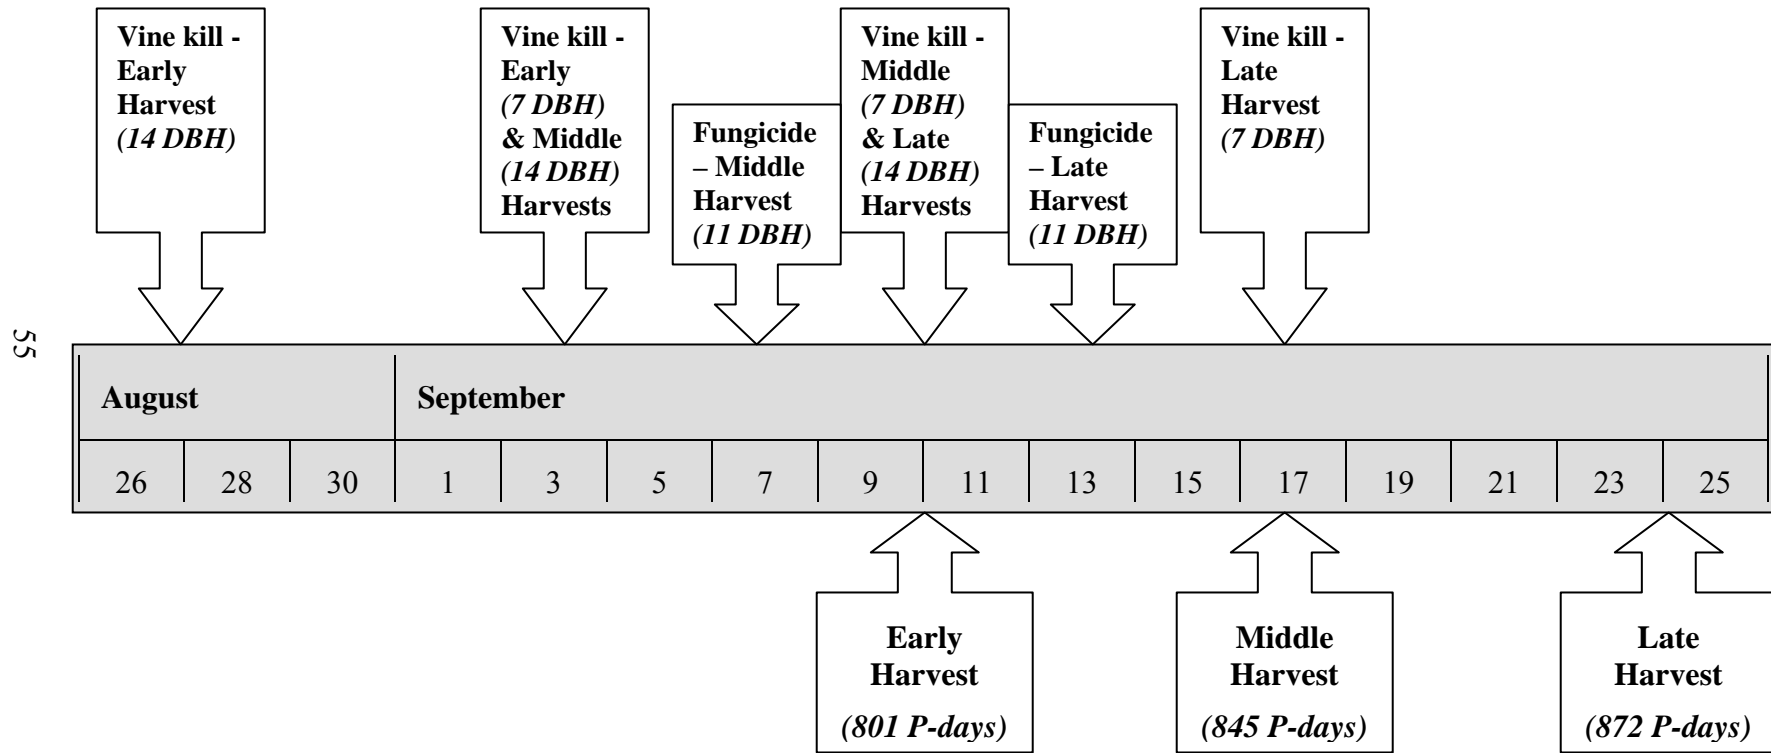 Vine kill -
Early
Harvest
(14 DBH)
Vine kill -
Early
(7 DBH)
& Middle
(14 DBH)
Harvests
Fungicide
– Middle
Harvest
(11 DBH)
Vine kill -
Middle
(7 DBH)
& Late
(14 DBH)
Harvests
Fungicide
– Late
Harvest
(11 DBH)
Vine kill -
Late
Harvest
(7 DBH)
55
August September
26 28 30 1 3 5 7 9 11 13 15 17 19 21 23 25
Early
Harvest
(801 P-days)
Middle
Harvest
(845 P-days)
Late
Harvest
(872 P-days)